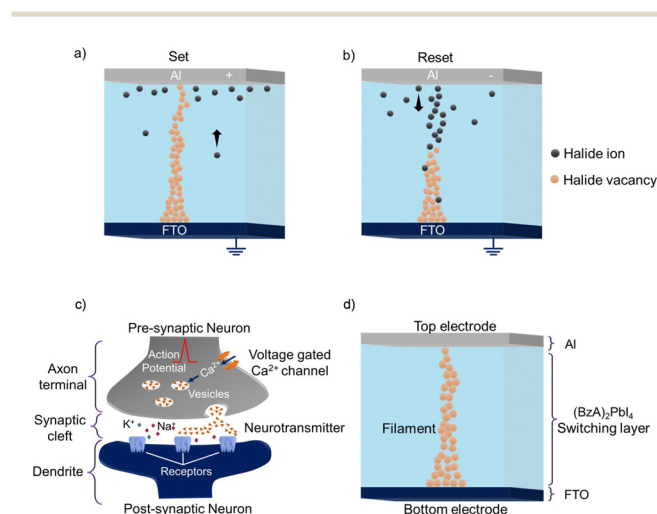 a)
Set
Al
+
FTO
b)
Reset
Al
-
FTO
Halide ion
Halide vacancy
c)
Pre-synaptic Neuron
Axon
terminal
Action
Potential
Ca²⁺
Voltage gated
Ca²⁺ channel
Vesicles
Synaptic
cleft
K⁺
Na⁺
Neurotransmitter
Dendrite
Receptors
Post-synaptic Neuron
d)
Top electrode
Al
Filament
(BzA)₂PbI₄
Switching layer
FTO
Bottom electrode